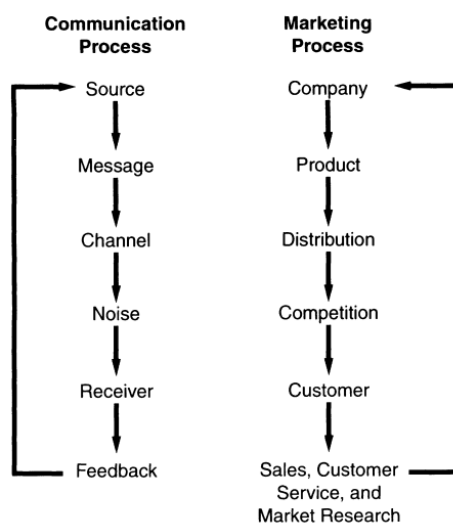 Communication Process
Marketing Process
Source
Company
Message
Product
Channel
Distribution
Noise
Competition
Receiver
Customer
Feedback
Sales, Customer
Service, and
Market Research